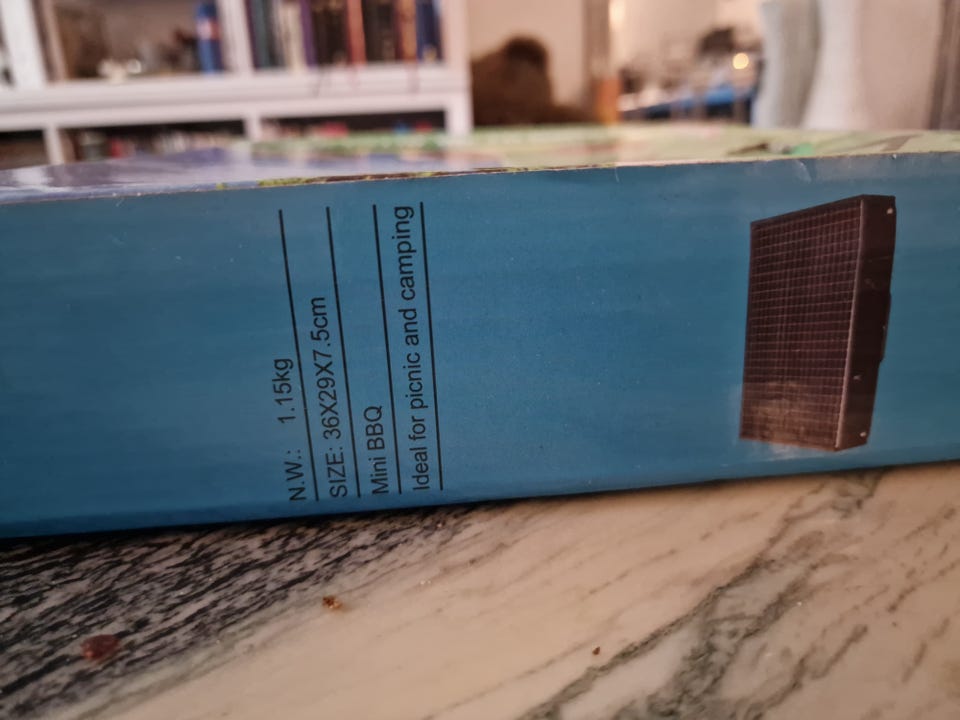 N.W.: 1.15kg
SIZE: 36X29X7.5cm
Mini BBQ
Ideal for picnic and camping